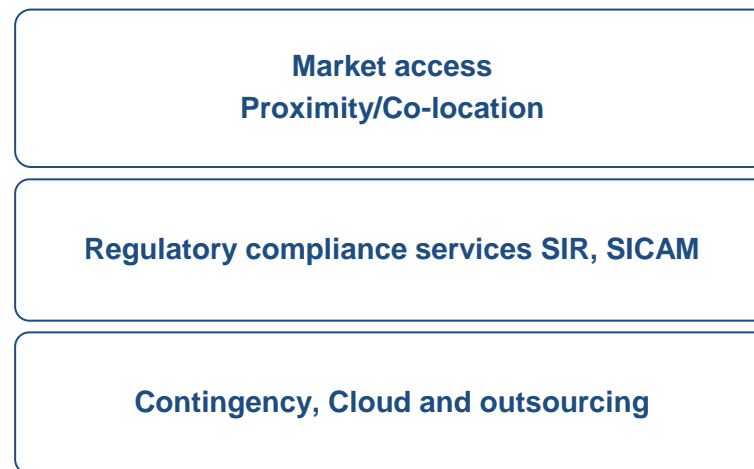 Market access
Proximity/Co-location
Regulatory compliance services SIR, SICAM
Contingency, Cloud and outsourcing